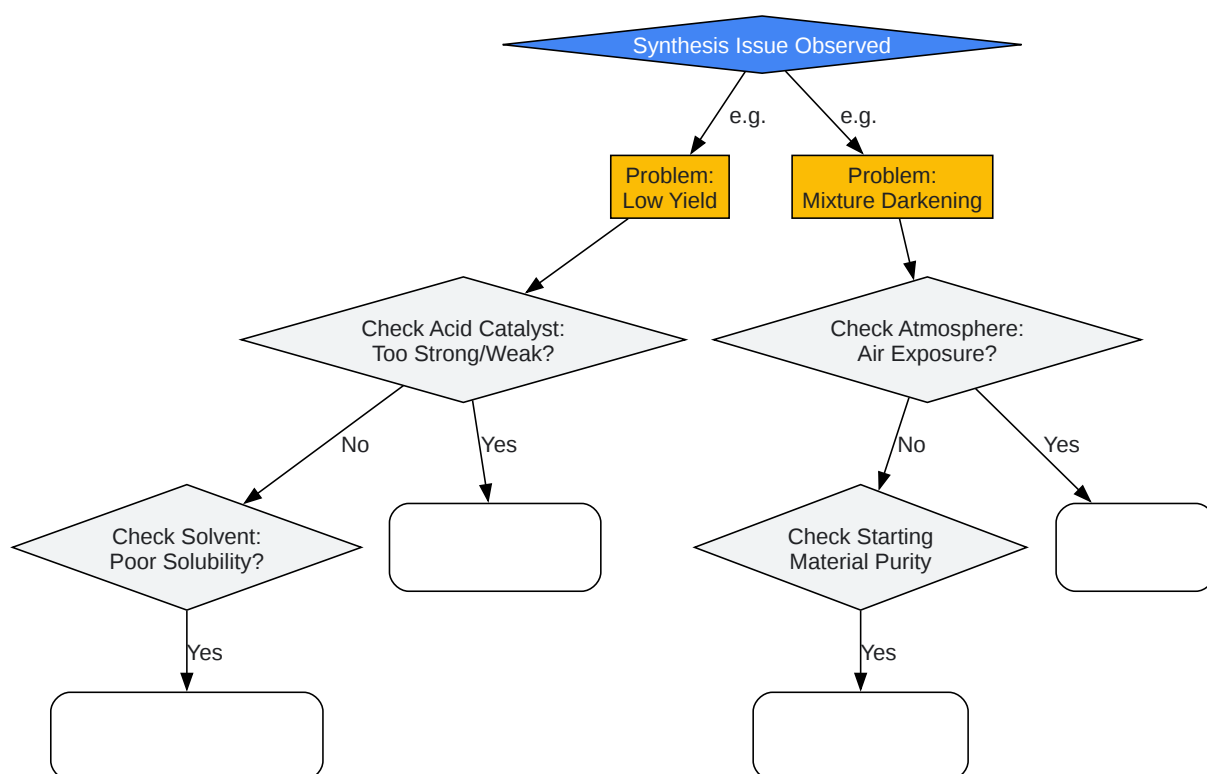 Synthesis Issue Observed
e.g.
e.g.
Problem:
Low Yield
Problem:
Mixture Darkening
Check Acid Catalyst:
Too Strong/Weak?
Check Atmosphere:
Air Exposure?
No
Yes
No
Yes
Check Solvent:
Poor Solubility?
Check Starting
Material Purity
Yes
Yes